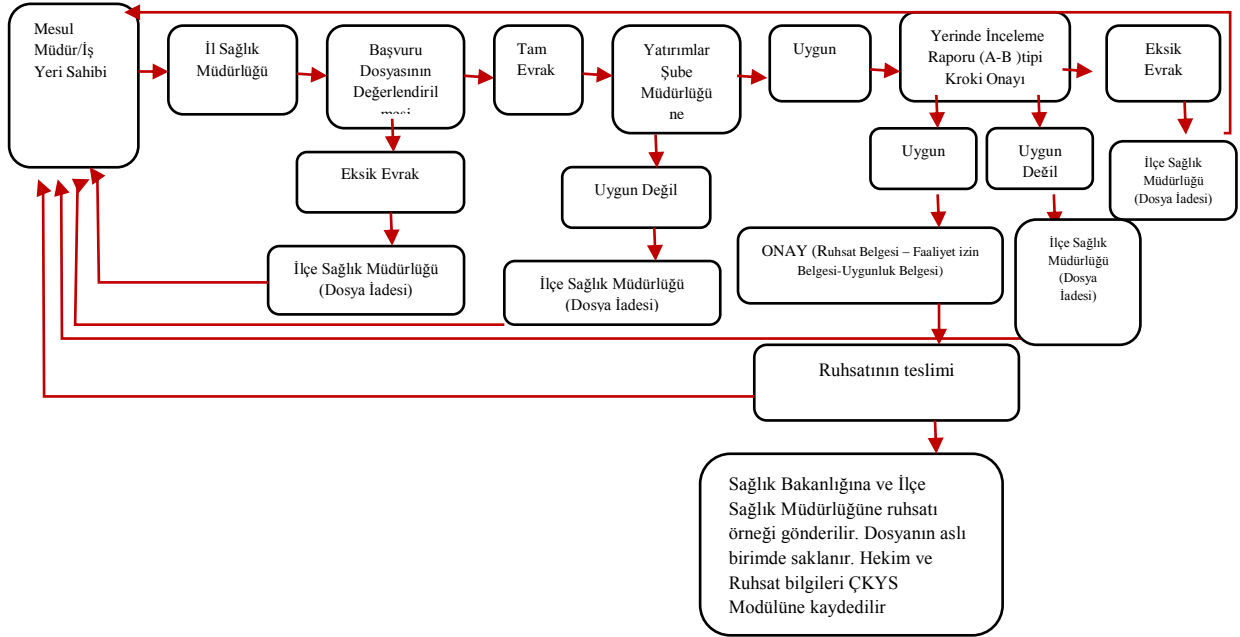 Mesul
Müdür/İş
Yeri Sahibi
İl Sağlık
Müdürlüğü
Başvuru
Dosyasının
Değerlendiril
mesi
Tam
Evrak
Yatırımlar
Şube
Müdürlüğü
ne
Uygun
Yerinde İnceleme
Raporu (A-B )tipi
Kroki Onayı
Eksik
Evrak
Eksik Evrak
Uygun Değil
Uygun
Uygun
Değil
İlçe Sağlık
Müdürlüğü
(Dosya İadesi)
İlçe Sağlık Müdürlüğü
(Dosya İadesi)
İlçe Sağlık Müdürlüğü
(Dosya İadesi)
ONAY (Ruhsat Belgesi – Faaliyet izin
Belgesi-Uygunluk Belgesi)
İlçe Sağlık
Müdürlüğü
(Dosya
İadesi)
Ruhsatının teslimi
Sağlık Bakanlığına ve İlçe
Sağlık Müdürlüğüne ruhsatı
örneği gönderilir. Dosyanın aslı
birimde saklanır. Hekim ve
Ruhsat bilgileri ÇKYS
Modülüne kaydedilir